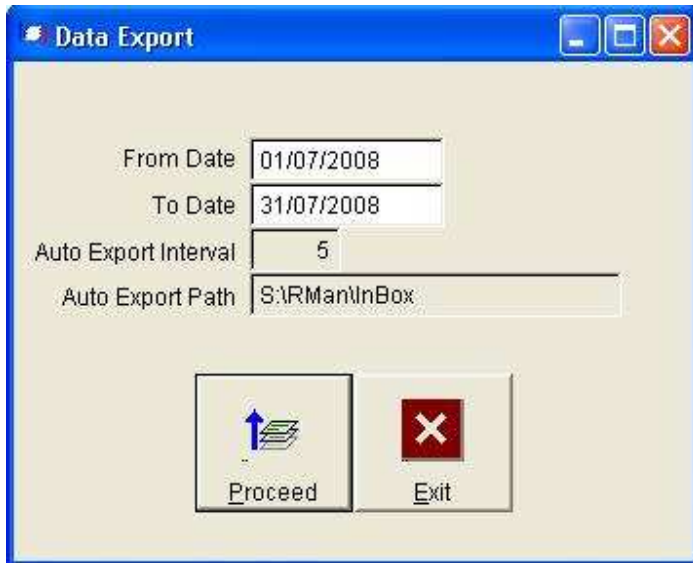 Data Export
From Date 01/07/2008
To Date 31/07/2008
Auto Export Interval 5
Auto Export Path S:\RMan\InBox
Proceed Exit